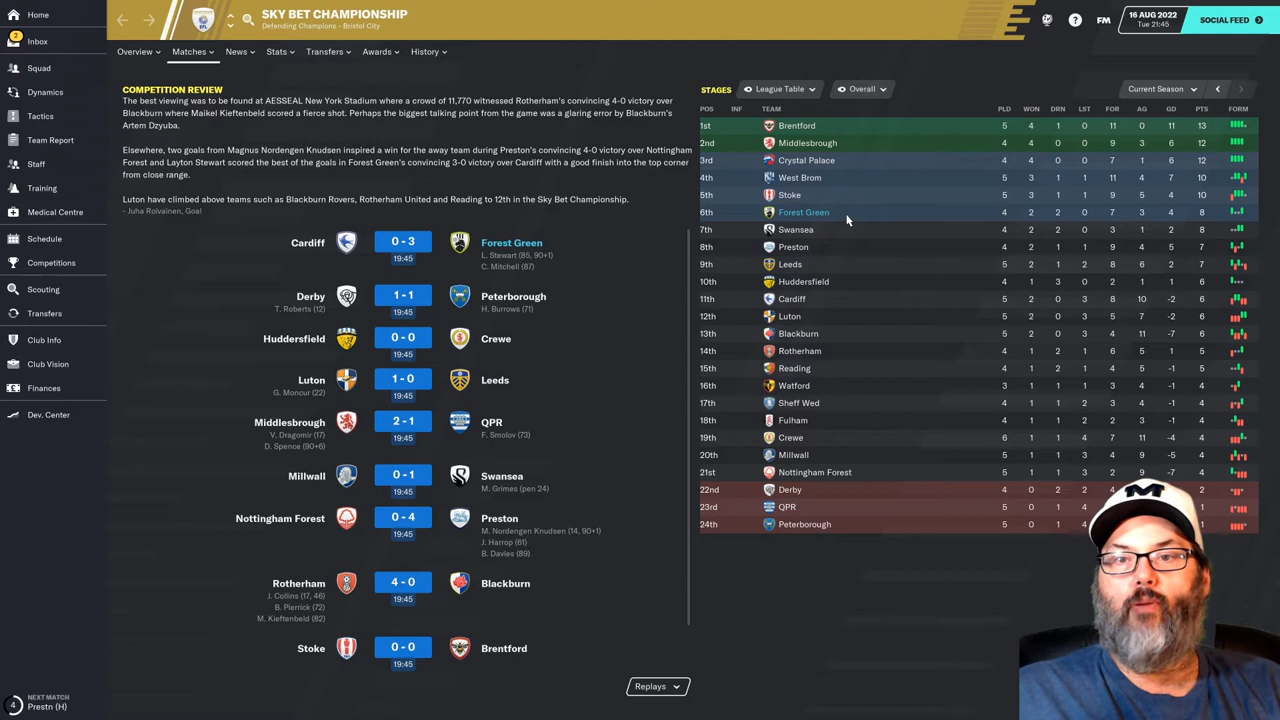 Home
2
Inbox
Squad
Dynamics
Tactics
Team Report
Staff
Training
Medical Centre
Schedule
Competitions
Scouting
Transfers
Club Info
Club Vision
Finances
Dev. Center
4
NEXT MATCH
Prestn (H)
SKY BET CHAMPIONSHIP
Defending Champions - Bristol City
? FM
16 AUG 2022
Tue 21:45
SOCIAL FEED
Overview Matches News Stats Transfers Awards History
COMPETITION REVIEW
The best viewing was to be found at AESSEAL New York Stadium where a crowd of 11,770 witnessed Rotherham's convincing 4-0 victory over
Blackburn where Maikel Kieftenbeld scored a fierce shot. Perhaps the biggest talking point from the game was a glaring error by Blackburn's
Artem Dzyuba.
Elsewhere, two goals from Magnus Nordengen Knudsen inspired a win for the away team during Preston's convincing 4-0 victory over Nottingham
Forest and Layton Stewart scored the best of the goals in Forest Green's convincing 3-0 victory over Cardiff with a good finish into the top corner
from close range.
Luton have climbed above teams such as Blackburn Rovers, Rotherham United and Reading to 12th in the Sky Bet Championship.
- Juha Roivainen, Goal
Cardiff 0 - 3 Forest Green
19:45 L. Stewart (85, 90+1)
C. Mitchell (87)
Derby 1 - 1 Peterborough
T. Roberts (12) 19:45 H. Burrows (71)
Huddersfield 0 - 0 Crewe
19:45
Luton 1 - 0 Leeds
G. Moncur (22) 19:45
Middlesbrough 2 - 1 QPR
V. Dragomir (17) 19:45 F. Smolov (73)
D. Spence (90+6)
Millwall 0 - 1 Swansea
19:45 M. Grimes (pen 24)
Nottingham Forest 0 - 4 Preston
19:45 M. Nordengen Knudsen (14, 90+1)
J. Harrop (61)
B. Davies (89)
Rotherham 4 - 0 Blackburn
J. Collins (17, 46) 19:45
B. Pierrick (72)
M. Kieftenbeld (82)
Stoke 0 - 0 Brentford
19:45
Replays
STAGES League Table Overall Current Season
POS INF TEAM PLD WON DRN LST FOR AG GD PTS FORM
1st Brentford 5 4 1 0 11 0 11 13
2nd Middlesbrough 4 4 0 0 9 3 6 12
3rd Crystal Palace 4 4 0 0 7 1 6 12
4th West Brom 5 3 1 1 11 4 7 10
5th Stoke 5 3 1 1 9 5 4 10
6th Forest Green 4 2 2 0 7 3 4 8
7th Swansea 4 2 2 0 3 1 2 8
8th Preston 4 2 1 1 9 4 5 7
9th Leeds 5 2 1 2 8 6 2 7
10th Huddersfield 4 1 3 0 2 1 1 6
11th Cardiff 5 2 0 3 8 10 -2 6
12th Luton 5 2 0 3 5 7 -2 6
13th Blackburn 5 2 0 3 4 11 -7 6
14th Rotherham 4 1 2 1 6 5 1 5
15th Reading 4 1 2 1 4 5 -1 5
16th Watford 3 1 1 1 3 4 -1 4
17th Sheff Wed 4 1 1 2 3 4 -1 4
18th Fulham 4 1 1 2 2 3 -1 4
19th Crewe 6 1 1 4 7 11 -4 4
20th Millwall 5 1 1 3 4 9 -5 4
21st Nottingham Forest 5 1 1 3 2 9 -7 4
22nd Derby 4 0 2 2 2
23rd QPR 5 0 1 4 1
24th Peterborough 5 0 1 4 1
M